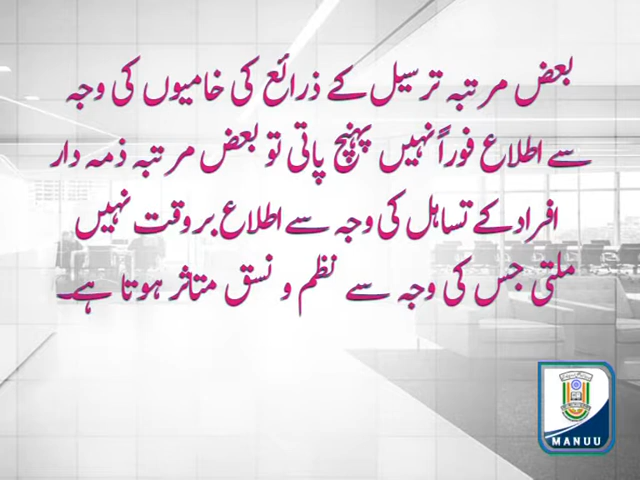 بعض مرتبہ ترسیل کے ذرائع کی خامیوں کی وجہ
سے اطلاع فوراً نہیں پہنچ پاتی تو بعض مرتبہ ذمہ دار
افراد کے تساہل کی وجہ سے اطلاع بروقت نہیں
ملتی جس کی وجہ سے نظم و نسق متاثر ہوتا ہے۔
MANUU